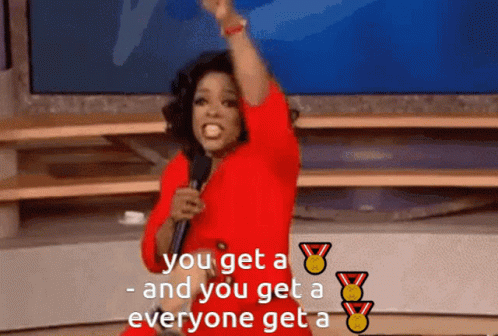 you get a 🏅
- and you get a 🏅
everyone get a 🏅